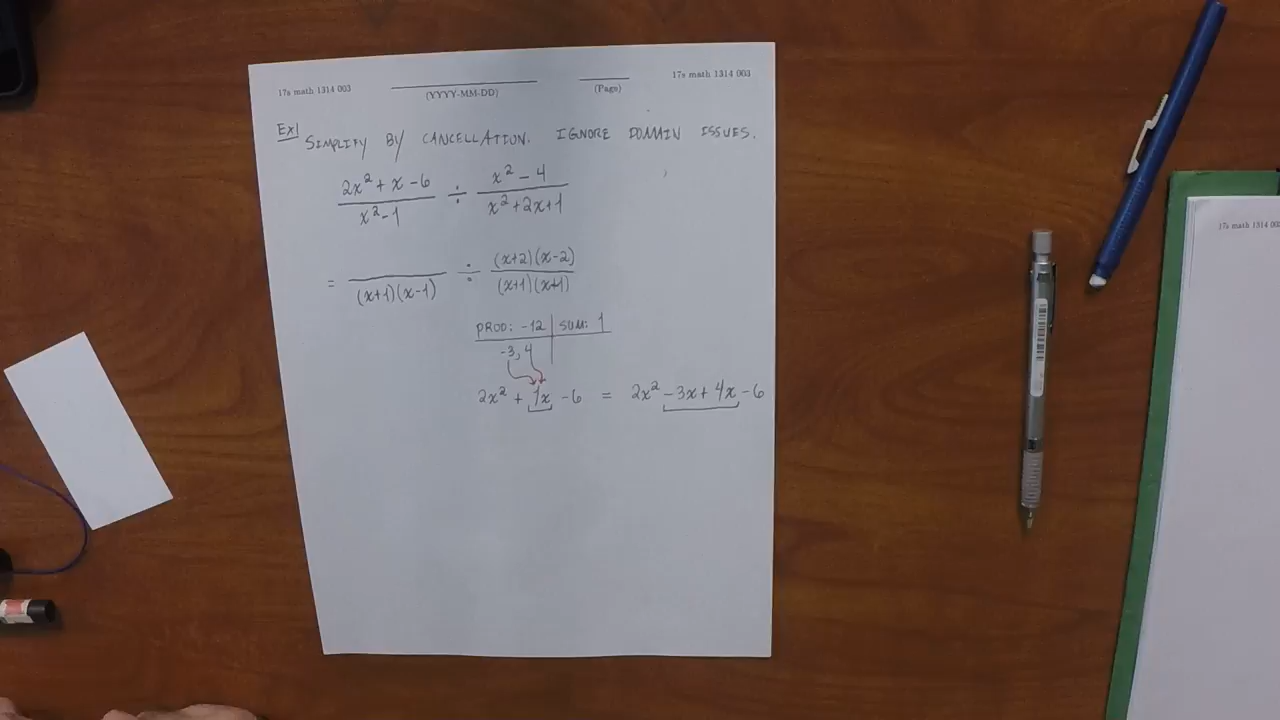 17s math 1314 003 (YYYY-MM-DD) (Page) 17s math 1314 003
Ex1 SIMPLIFY BY CANCELLATION. IGNORE DOMAIN ISSUES.
2x² + x - 6 ÷ x² - 4
x² - 1 x² + 2x + 1
= ÷ (x+2)(x-2)
(x+1)(x-1) (x+1)(x+1)
PROD: -12 | SUM: 1
-3, 4
2x² + 1x - 6 = 2x² - 3x + 4x - 6
17s math 1314 003